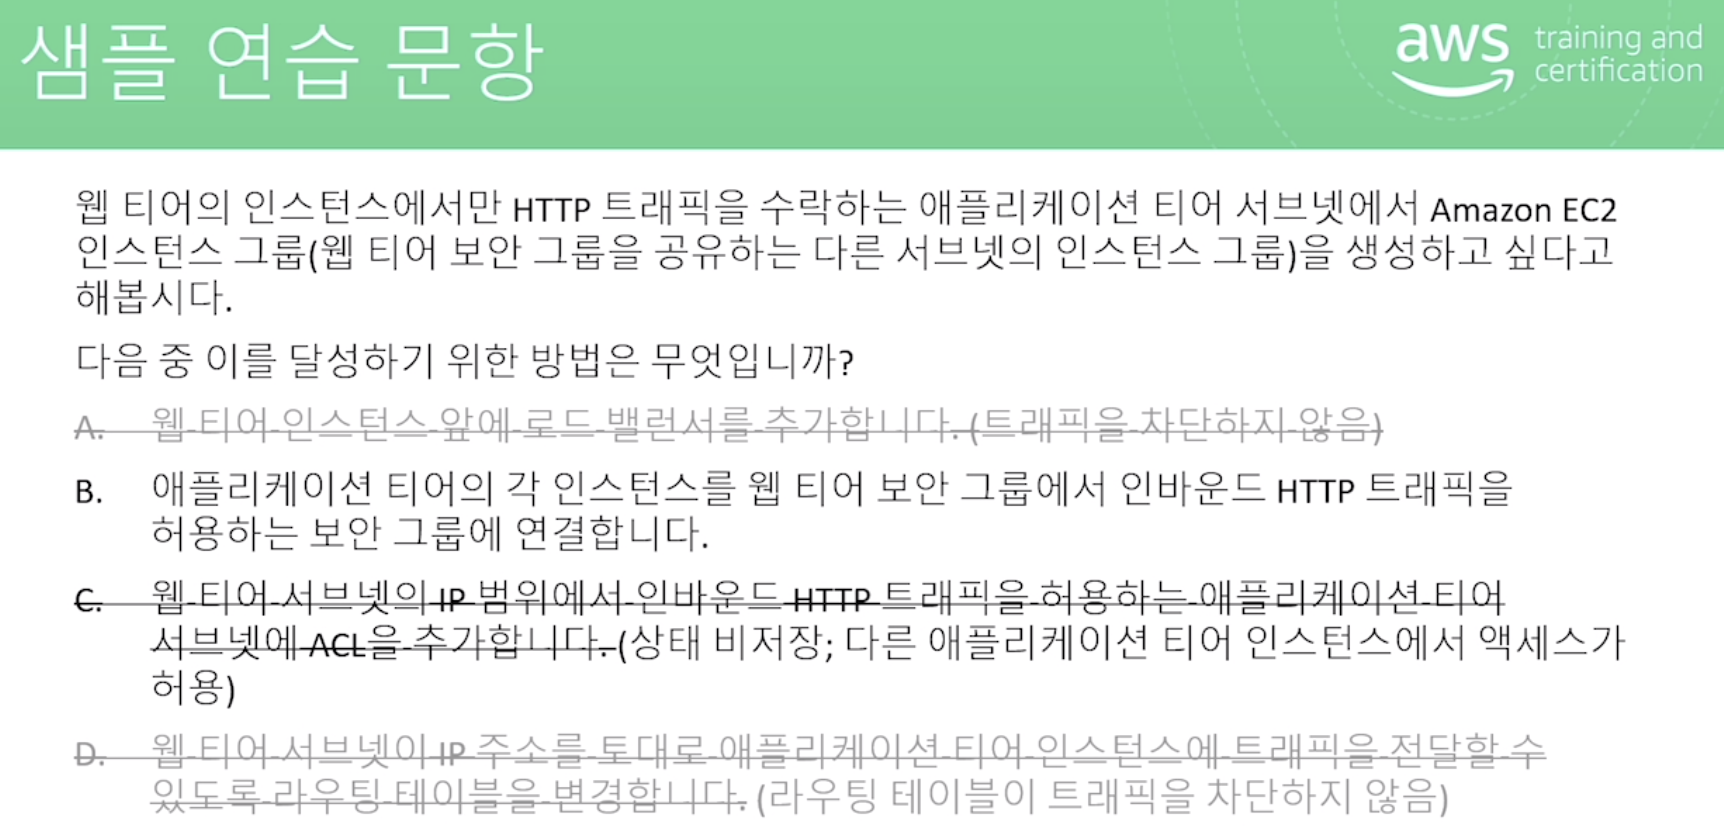 샘플 연습 문항
aws training and
certification
웹 티어의 인스턴스에서만 HTTP 트래픽을 수락하는 애플리케이션 티어 서브넷에서 Amazon EC2
인스턴스 그룹(웹 티어 보안 그룹을 공유하는 다른 서브넷의 인스턴스 그룹)을 생성하고 싶다고
해봅시다.
다음 중 이를 달성하기 위한 방법은 무엇입니까?
A. 웹 티어 인스턴스 앞에 로드 밸런서를 추가합니다. (트래픽을 차단하지 않음)
B. 애플리케이션 티어의 각 인스턴스를 웹 티어 보안 그룹에서 인바운드 HTTP 트래픽을
허용하는 보안 그룹에 연결합니다.
C. 웹 티어 서브넷의 IP 범위에서 인바운드 HTTP 트래픽을 허용하는 애플리케이션 티어
서브넷에 ACL을 추가합니다. (상태 비저장; 다른 애플리케이션 티어 인스턴스에서 액세스가
허용)
D. 웹 티어 서브넷이 IP 주소를 토대로 애플리케이션 티어 인스턴스에 트래픽을 전달할 수
있도록 라우팅 테이블을 변경합니다. (라우팅 테이블이 트래픽을 차단하지 않음)